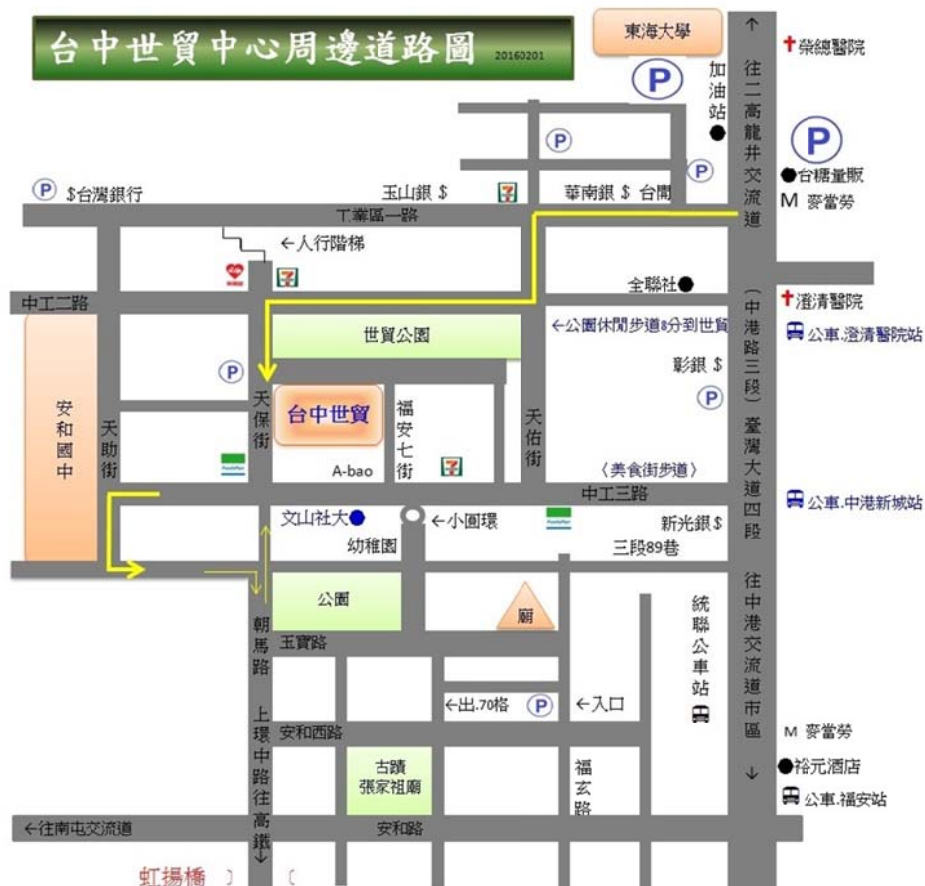 台中世貿中心周邊道路圖 20160201
東海大學
✝榮總醫院
P
加油站
P
往二高龍井交流道
P
●台糖量販
P
P
$台灣銀行
玉山銀 $
華南銀 $ 台開
M 麥當勞
工業區一路
←人行階梯
全聯社●
中工二路
✝澄清醫院
世貿公園
←公園休閒步道8分到世貿
公車.澄清醫院站
(中港路三段)臺灣大道四段
P
彰銀 $
P
安和國中
天助街
天保街
台中世貿
福安七街
天佑街
FamilyMart
A-bao
〈美食街步道〉
中工三路
公車.中港新城站
文山社大●
←小圓環
FamilyMart
新光銀$
幼稚園
三段89巷
公園
廟
統聯公車站
往中港交流道市區
朝馬路
玉寶路
←出.70格
P
←入口
上環中路往高鐵↓
安和西路
M 麥當勞
古蹟
張家祖廟
福玄路
●裕元酒店
公車.福安站
←往南屯交流道
安和路
虹揚橋 ) (